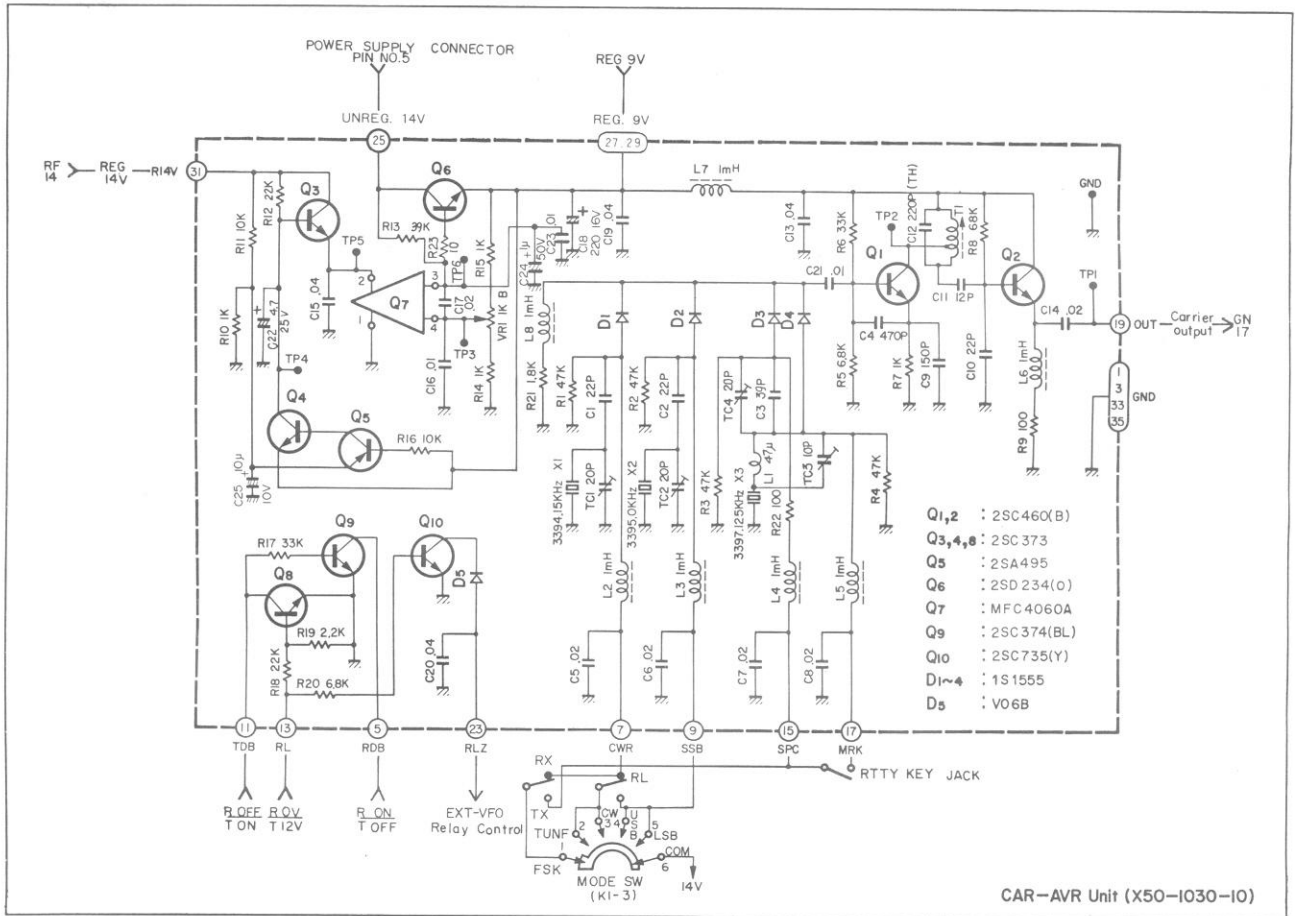 POWER SUPPLY CONNECTOR
PIN NO.5
REG 9V
UNREG. 14V
REG. 9V
25
27.29
RF
14
REG
14V
R14V
31
Q3
Q6
L7 1mH
GND
R12 22K
R11 10K
R13 39K
R23
10
R15 1K
C24 +1μ
50V
C23 .01
C18
220 16V
C19 .04
C13 .04
R6 33K
TP2
C12 220P (TH)
T1
R8 68K
Q1
Q2
TP5
2
3
TP6
Q7
1
4
C17
.02
TP3
VR1 1K B
C15 .04
C16 .01
R14 1K
R10 1K
C22 4.7
25V
TP4
L8 1mH
D1
D2
D3
D4
C21 .01
C11 12P
TP1
C14 .02
19
OUT
Carrier
output
GN
17
C4 470P
R5 6.8K
R7 1K
C9 150P
C10 22P
L6 1mH
R9 100
1
3
33
35
GND
R21 1.8K
R1 47K
C1 22P
R2 47K
C2 22P
TC4 20P
C3 39P
Q4
Q5
R16 10K
C25 +10μ
10V
3394.15KHz X1
TC1 20P
3395.0KHz X2
TC2 20P
R3 47K
L1 47μ
3397.125KHz X3
TC3 10P
R22 100
R4 47K
Q9
Q10
R17 33K
Q8
D5
R19 2.2K
R18 22K
R20 6.8K
C20 .04
L2 1mH
L3 1mH
L4 1mH
L5 1mH
C5 .02
C6 .02
C7 .02
C8 .02
Q1,2 : 2SC460(B)
Q3,4,8 : 2SC373
Q5 : 2SA495
Q6 : 2SD234(O)
Q7 : MFC4060A
Q9 : 2SC374(BL)
Q10 : 2SC735(Y)
D1~4 : 1S1555
D5 : V06B
11
13
5
23
7
9
15
17
TDB
RL
RDB
RLZ
CWR
SSB
SPC
MRK
R OFF
T ON
R 0V
T 12V
R ON
T OFF
EXT-VFO
Relay Control
RX
TX
RL
RTTY KEY JACK
TUNF
2
CW
3
4
U
S
B
5
LSB
1
FSK
COM
6
14V
MODE SW
(K1-3)
CAR-AVR Unit (X50-1030-10)